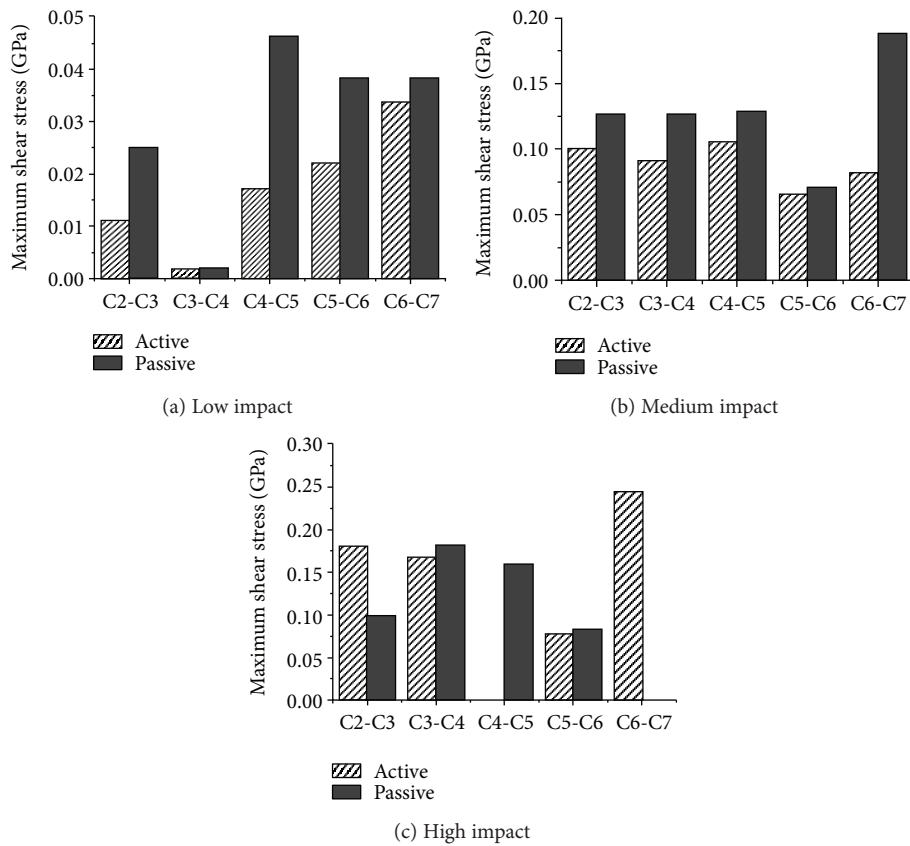 Maximum shear stress (GPa)
0.05
0.04
0.03
0.02
0.01
0.00
C2-C3 C3-C4 C4-C5 C5-C6 C6-C7
Active
Passive
(a) Low impact
Maximum shear stress (GPa)
0.20
0.15
0.10
0.05
0.00
C2-C3 C3-C4 C4-C5 C5-C6 C6-C7
Active
Passive
(b) Medium impact
Maximum shear stress (GPa)
0.30
0.25
0.20
0.15
0.10
0.05
0.00
C2-C3 C3-C4 C4-C5 C5-C6 C6-C7
Active
Passive
(c) High impact